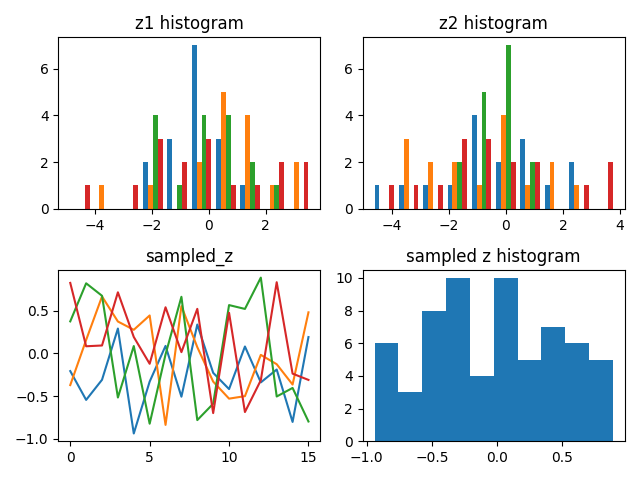 z1 histogram
z2 histogram
6
4
2
0
−4 −2 0 2
6
4
2
0
−4 −2 0 2 4
sampled_z
sampled z histogram
0.5
0.0
−0.5
−1.0
0 5 10 15
10
8
6
4
2
0
−1.0 −0.5 0.0 0.5